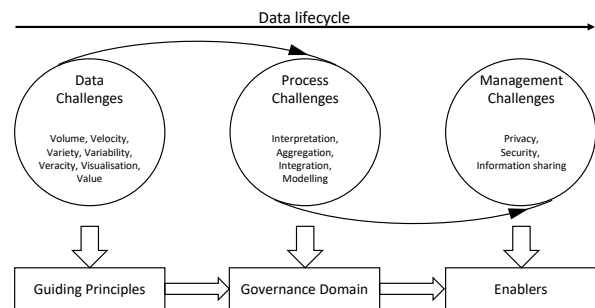 Data lifecycle
Data
Challenges
Volume, Velocity,
Variety, Variability,
Veracity, Visualisation,
Value
Process
Challenges
Interpretation,
Aggregation,
Integration,
Modelling
Management
Challenges
Privacy,
Security,
Information sharing
Guiding Principles
Governance Domain
Enablers